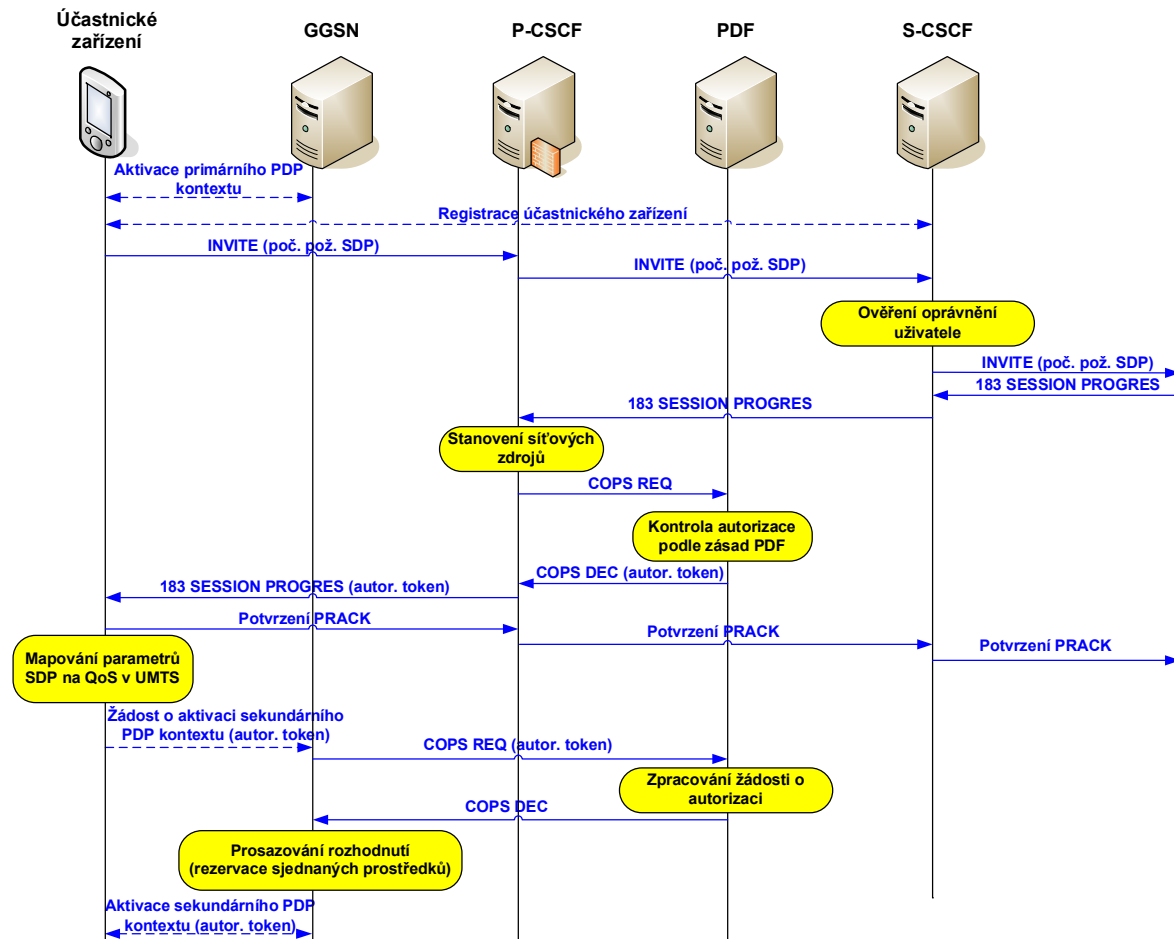 Účastnické
zařízení
GGSN
P-CSCF
PDF
S-CSCF
Aktivace primárního PDP
kontextu
Registrace účastnického zařízení
INVITE (poč. pož. SDP)
INVITE (poč. pož. SDP)
Ověření oprávnění
uživatele
INVITE (poč. pož. SDP)
183 SESSION PROGRES
183 SESSION PROGRES
Stanovení síťových
zdrojů
COPS REQ
Kontrola autorizace
podle zásad PDF
COPS DEC (autor. token)
183 SESSION PROGRES (autor. token)
Potvrzení PRACK
Potvrzení PRACK
Potvrzení PRACK
Mapování parametrů
SDP na QoS v UMTS
Žádost o aktivaci sekundárního
PDP kontextu (autor. token)
COPS REQ (autor. token)
Zpracování žádosti o
autorizaci
COPS DEC
Prosazování rozhodnutí
(rezervace sjednaných prostředků)
Aktivace sekundárního PDP
kontextu (autor. token)